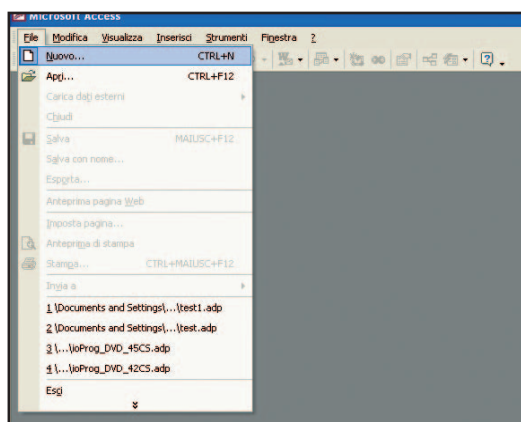 Microsoft Access
File Modifica Visualizza Inserisci Strumenti Finestra ?
Nuovo... CTRL+N
Apri... CTRL+F12
Carica dati esterni
Chiudi
Salva MAIUSC+F12
Salva con nome...
Esporta...
Anteprima pagina Web
Imposta pagina...
Anteprima di stampa
Stampa... CTRL+MAIUSC+F12
Invia a
1 \Documents and Settings\...\test1.adp
2 \Documents and Settings\...\test.adp
3 \...\ioProg_DVD_45CS.adp
4 \...\ioProg_DVD_42CS.adp
Esci